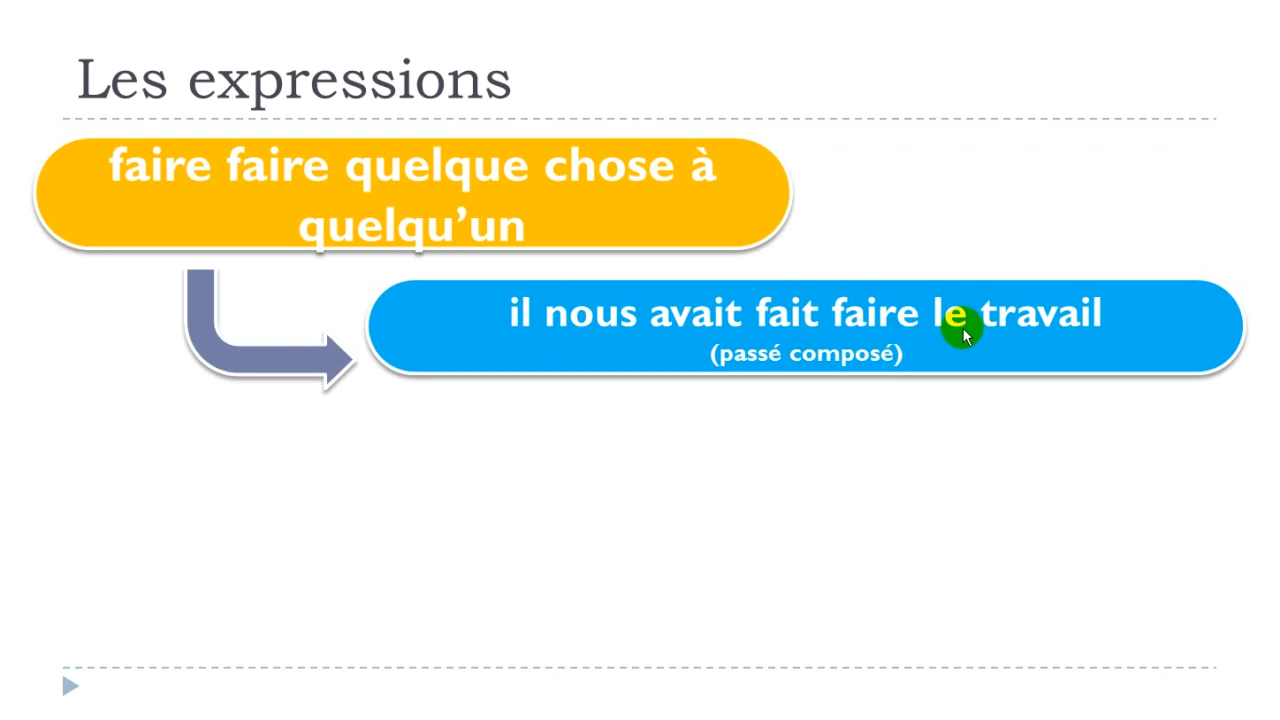 Les expressions
faire faire quelque chose à
quelqu’un
il nous avait fait faire le travail
(passé composé)